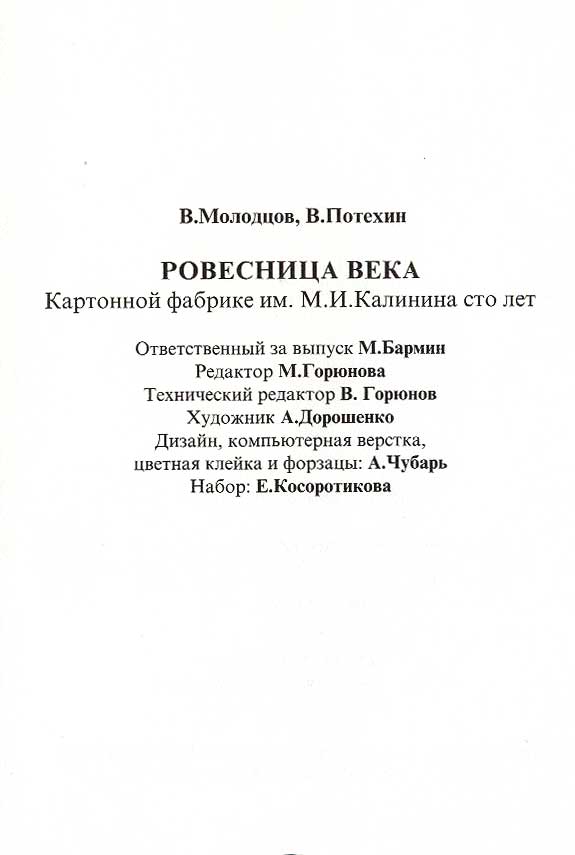 В.Молодцов, В.Потехин
РОВЕСНИЦА ВЕКА
Картонной фабрике им. М.И.Калинина сто лет
Ответственный за выпуск М.Бармин
Редактор М.Горюнова
Технический редактор В. Горюнов
Художник А.Дорошенко
Дизайн, компьютерная верстка,
цветная клейка и форзацы: А.Чубарь
Набор: Е.Косоротикова